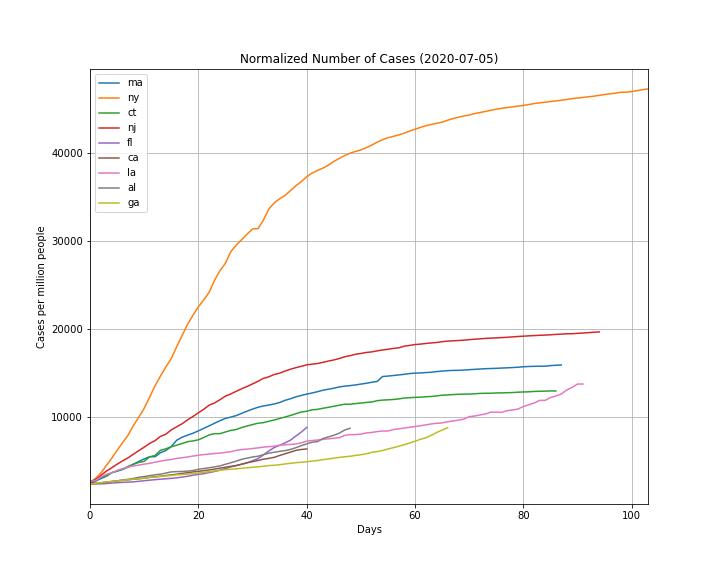 Normalized Number of Cases (2020-07-05)
ma
ny
ct
nj
fl
ca
la
al
ga
Cases per million people
40000
30000
20000
10000
0
20
40
60
80
100
Days